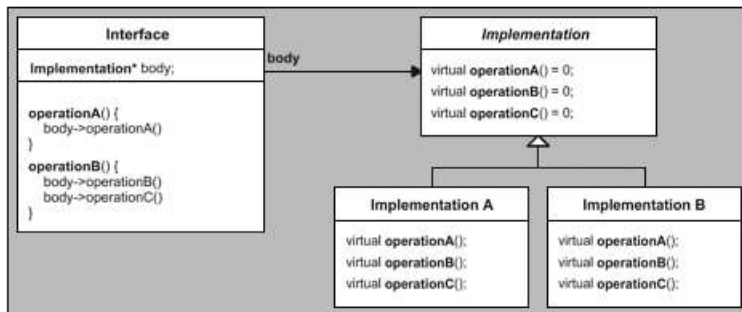 Interface
Implementation* body;
operationA() {
body->operationA()
}
operationB() {
body->operationB()
body->operationC()
}
body
Implementation
virtual operationA() = 0;
virtual operationB() = 0;
virtual operationC() = 0;
Implementation A
virtual operationA();
virtual operationB();
virtual operationC();
Implementation B
virtual operationA();
virtual operationB();
virtual operationC();